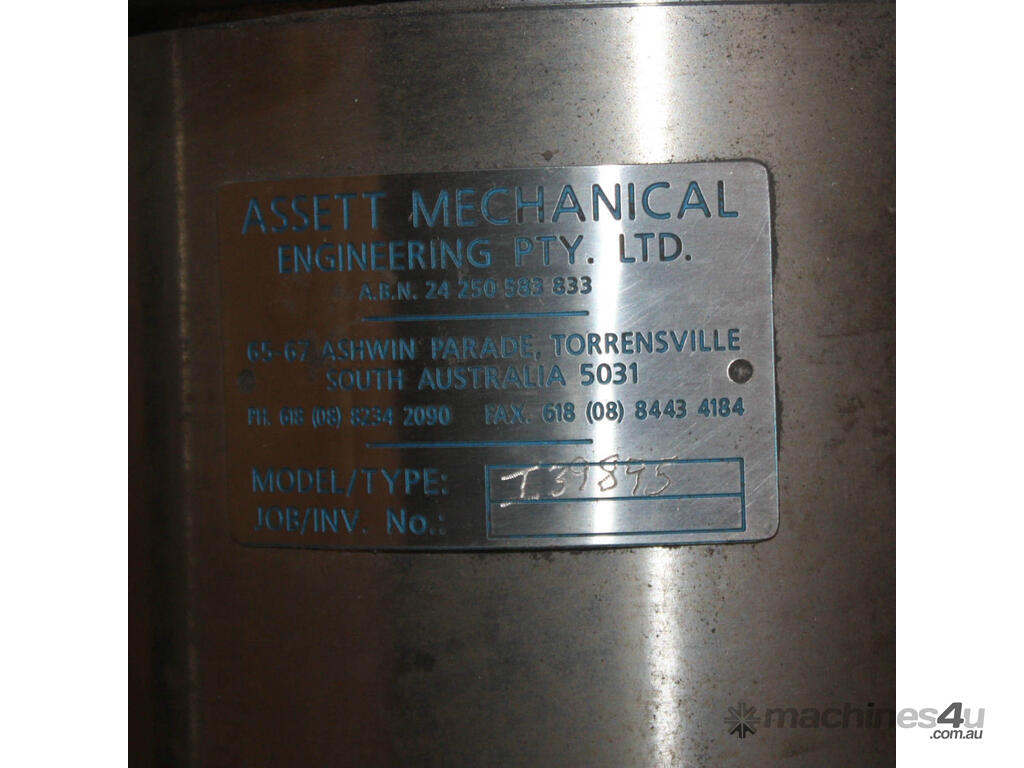 ASSETT MECHANICAL
ENGINEERING PTY. LTD.
A.B.N. 24 250 583 833
65-67 ASHWIN PARADE, TORRENSVILLE
SOUTH AUSTRALIA 5031
PH. 618 (08) 8234 2090 FAX. 618 (08) 8443 4184
MODEL/TYPE: I39895
JOB/INV. No.:
machines4u
.com.au